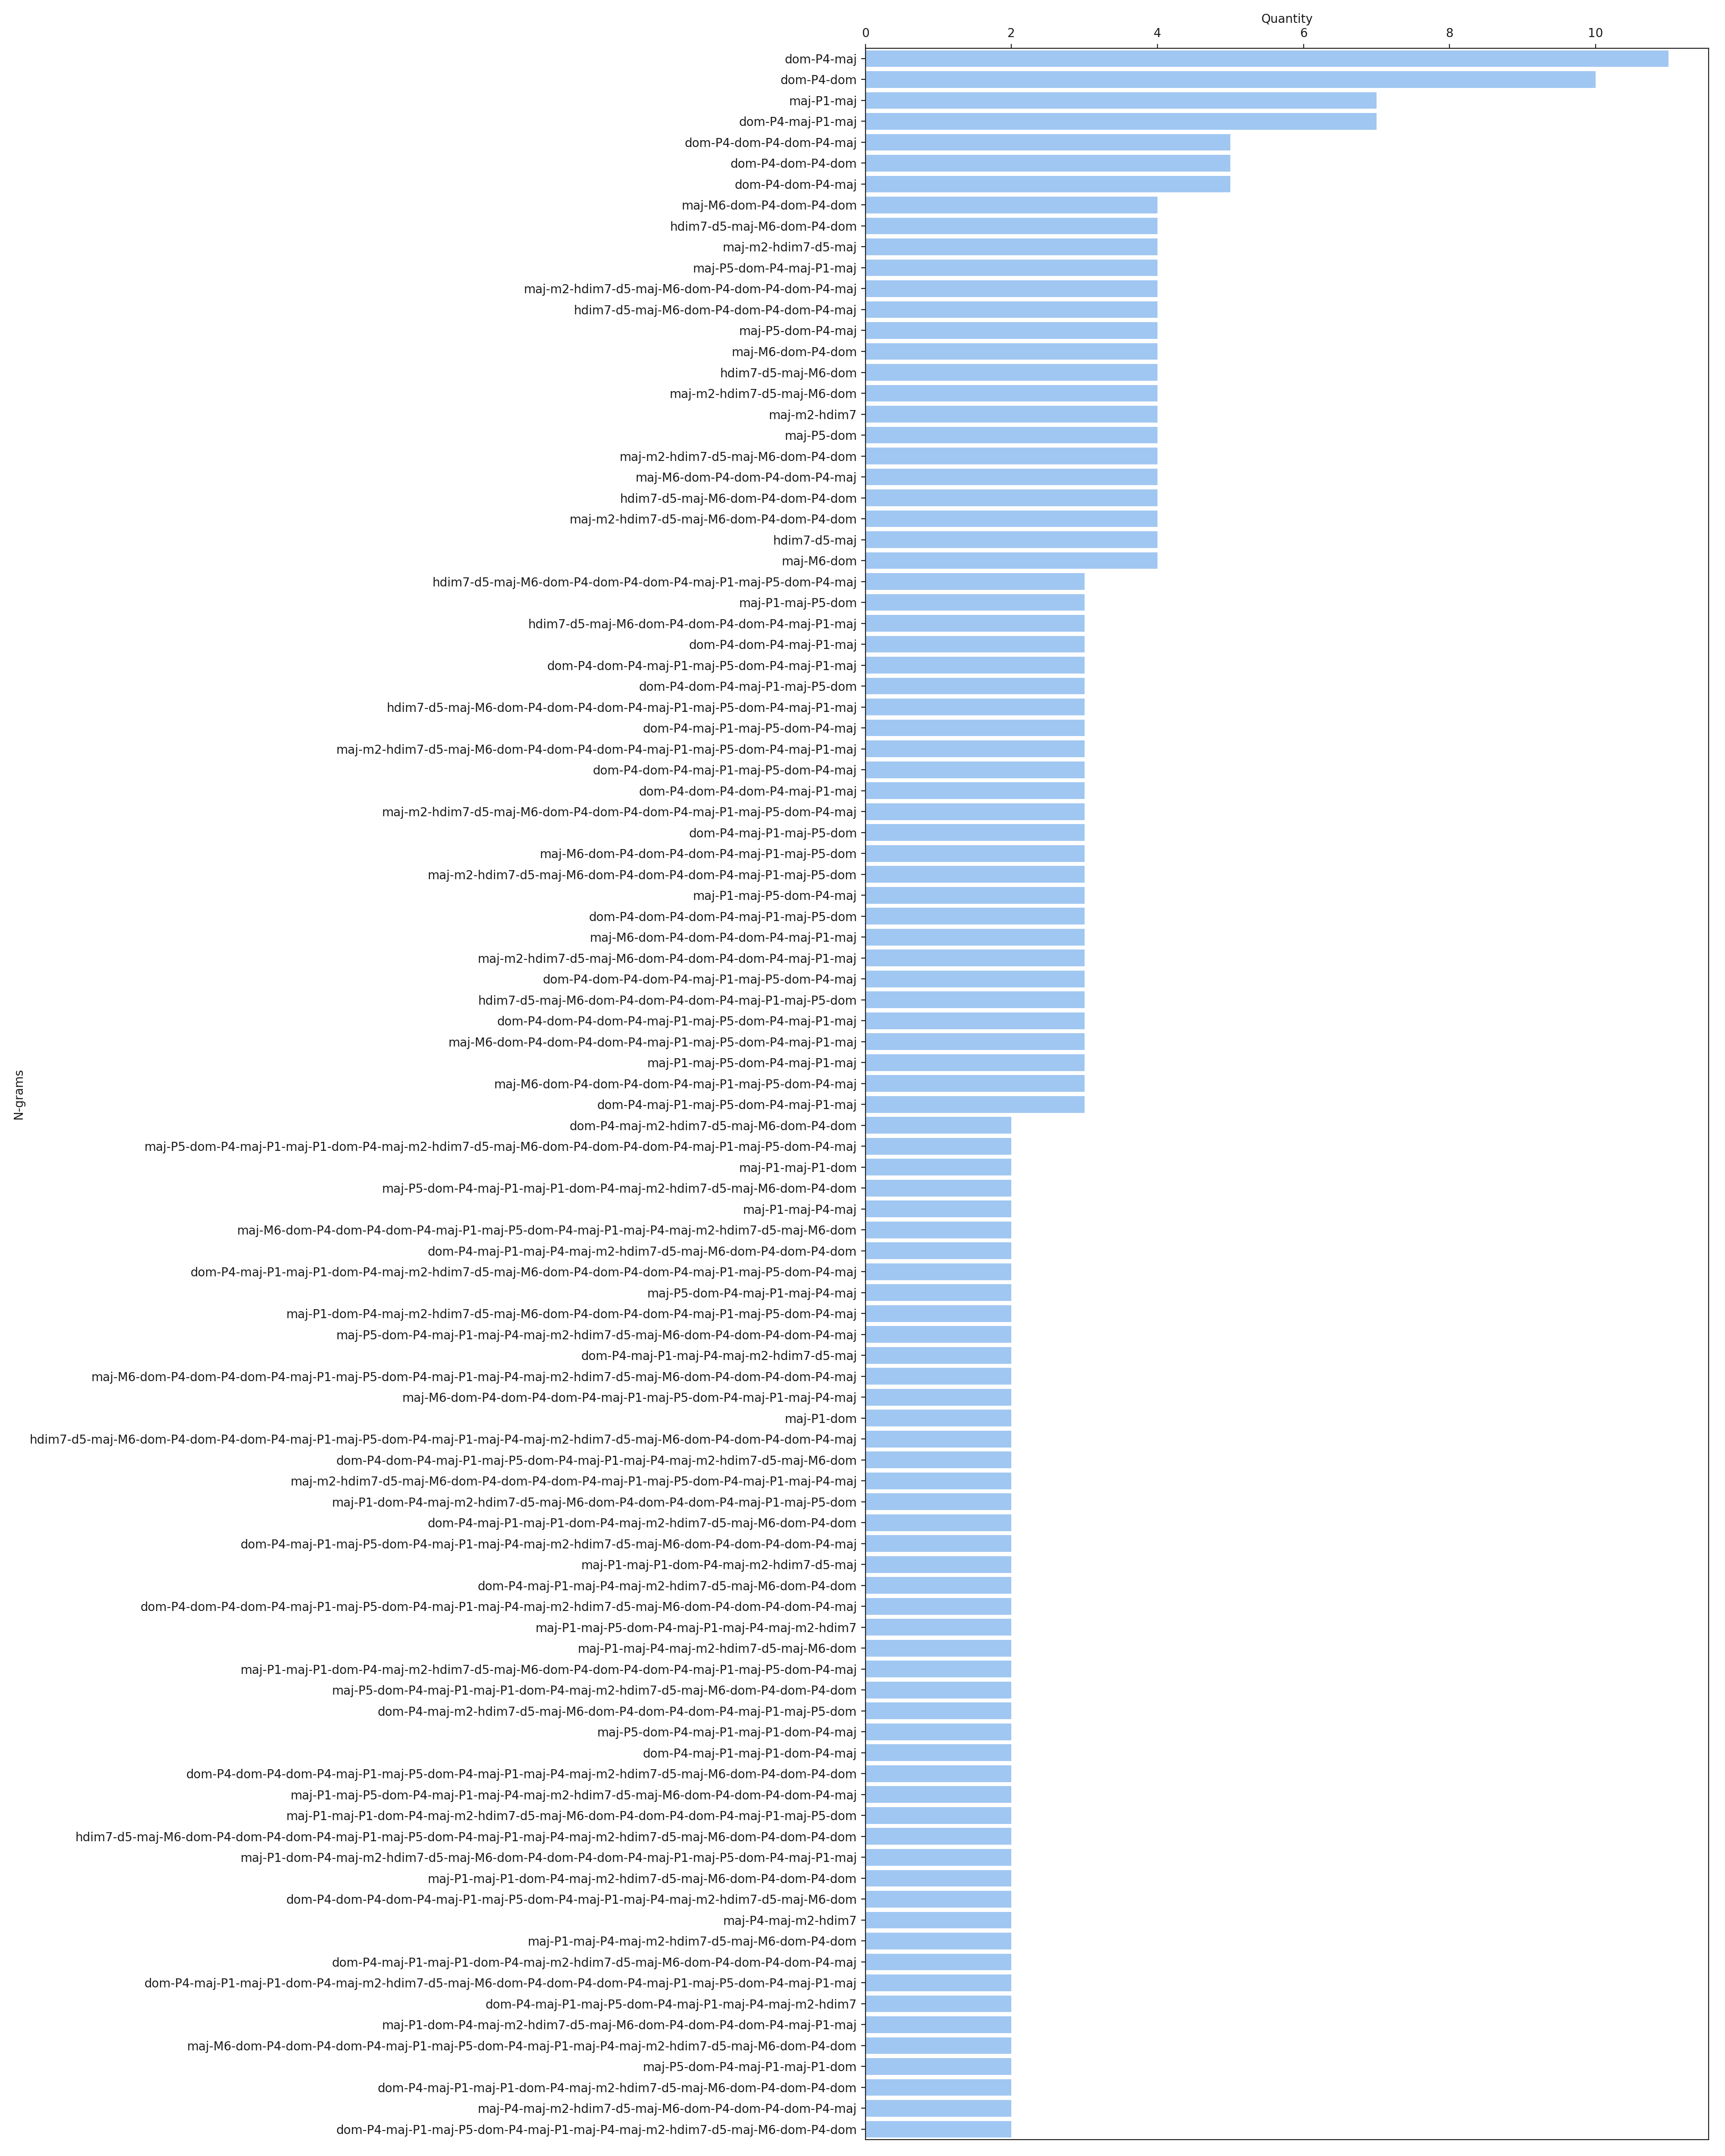 Quantity
0 2 4 6 8 10
dom-P4-maj
dom-P4-dom
maj-P1-maj
dom-P4-maj-P1-maj
dom-P4-dom-P4-dom-P4-maj
dom-P4-dom-P4-dom
dom-P4-dom-P4-maj
maj-M6-dom-P4-dom-P4-dom
hdim7-d5-maj-M6-dom-P4-dom
maj-m2-hdim7-d5-maj
maj-P5-dom-P4-maj-P1-maj
maj-m2-hdim7-d5-maj-M6-dom-P4-dom-P4-dom-P4-maj
hdim7-d5-maj-M6-dom-P4-dom-P4-dom-P4-maj
maj-P5-dom-P4-maj
maj-M6-dom-P4-dom
hdim7-d5-maj-M6-dom
maj-m2-hdim7-d5-maj-M6-dom
maj-m2-hdim7
maj-P5-dom
maj-m2-hdim7-d5-maj-M6-dom-P4-dom
maj-M6-dom-P4-dom-P4-dom-P4-maj
hdim7-d5-maj-M6-dom-P4-dom-P4-dom
maj-m2-hdim7-d5-maj-M6-dom-P4-dom-P4-dom
hdim7-d5-maj
maj-M6-dom
hdim7-d5-maj-M6-dom-P4-dom-P4-dom-P4-maj-P1-maj-P5-dom-P4-maj
maj-P1-maj-P5-dom
hdim7-d5-maj-M6-dom-P4-dom-P4-dom-P4-maj-P1-maj
dom-P4-dom-P4-maj-P1-maj
dom-P4-dom-P4-maj-P1-maj-P5-dom-P4-maj-P1-maj
dom-P4-dom-P4-maj-P1-maj-P5-dom
hdim7-d5-maj-M6-dom-P4-dom-P4-dom-P4-maj-P1-maj-P5-dom-P4-maj-P1-maj
dom-P4-maj-P1-maj-P5-dom-P4-maj
maj-m2-hdim7-d5-maj-M6-dom-P4-dom-P4-dom-P4-maj-P1-maj-P5-dom-P4-maj-P1-maj
dom-P4-dom-P4-maj-P1-maj-P5-dom-P4-maj
dom-P4-dom-P4-dom-P4-maj-P1-maj
maj-m2-hdim7-d5-maj-M6-dom-P4-dom-P4-dom-P4-maj-P1-maj-P5-dom-P4-maj
dom-P4-maj-P1-maj-P5-dom
maj-M6-dom-P4-dom-P4-dom-P4-maj-P1-maj-P5-dom
maj-m2-hdim7-d5-maj-M6-dom-P4-dom-P4-dom-P4-maj-P1-maj-P5-dom
maj-P1-maj-P5-dom-P4-maj
dom-P4-dom-P4-dom-P4-maj-P1-maj-P5-dom
maj-M6-dom-P4-dom-P4-dom-P4-maj-P1-maj
maj-m2-hdim7-d5-maj-M6-dom-P4-dom-P4-dom-P4-maj-P1-maj
dom-P4-dom-P4-dom-P4-maj-P1-maj-P5-dom-P4-maj
hdim7-d5-maj-M6-dom-P4-dom-P4-dom-P4-maj-P1-maj-P5-dom
dom-P4-dom-P4-dom-P4-maj-P1-maj-P5-dom-P4-maj-P1-maj
maj-M6-dom-P4-dom-P4-dom-P4-maj-P1-maj-P5-dom-P4-maj-P1-maj
maj-P1-maj-P5-dom-P4-maj-P1-maj
maj-M6-dom-P4-dom-P4-dom-P4-maj-P1-maj-P5-dom-P4-maj
dom-P4-maj-P1-maj-P5-dom-P4-maj-P1-maj
N-grams
dom-P4-maj-m2-hdim7-d5-maj-M6-dom-P4-dom
maj-P5-dom-P4-maj-P1-maj-P1-dom-P4-maj-m2-hdim7-d5-maj-M6-dom-P4-dom-P4-dom-P4-maj-P1-maj-P5-dom-P4-maj
maj-P1-maj-P1-dom
maj-P5-dom-P4-maj-P1-maj-P1-dom-P4-maj-m2-hdim7-d5-maj-M6-dom-P4-dom
maj-P1-maj-P4-maj
maj-M6-dom-P4-dom-P4-dom-P4-maj-P1-maj-P5-dom-P4-maj-P1-maj-P4-maj-m2-hdim7-d5-maj-M6-dom
dom-P4-maj-P1-maj-P4-maj-m2-hdim7-d5-maj-M6-dom-P4-dom-P4-dom
dom-P4-maj-P1-maj-P1-dom-P4-maj-m2-hdim7-d5-maj-M6-dom-P4-dom-P4-dom-P4-maj-P1-maj-P5-dom-P4-maj
maj-P5-dom-P4-maj-P1-maj-P4-maj
maj-P1-dom-P4-maj-m2-hdim7-d5-maj-M6-dom-P4-dom-P4-dom-P4-maj-P1-maj-P5-dom-P4-maj
maj-P5-dom-P4-maj-P1-maj-P4-maj-m2-hdim7-d5-maj-M6-dom-P4-dom-P4-dom-P4-maj
dom-P4-maj-P1-maj-P4-maj-m2-hdim7-d5-maj
maj-M6-dom-P4-dom-P4-dom-P4-maj-P1-maj-P5-dom-P4-maj-P1-maj-P4-maj-m2-hdim7-d5-maj-M6-dom-P4-dom-P4-dom-P4-maj
maj-M6-dom-P4-dom-P4-dom-P4-maj-P1-maj-P5-dom-P4-maj-P1-maj-P4-maj
maj-P1-dom
hdim7-d5-maj-M6-dom-P4-dom-P4-dom-P4-maj-P1-maj-P5-dom-P4-maj-P1-maj-P4-maj-m2-hdim7-d5-maj-M6-dom-P4-dom-P4-dom-P4-maj
dom-P4-dom-P4-maj-P1-maj-P5-dom-P4-maj-P1-maj-P4-maj-m2-hdim7-d5-maj-M6-dom
maj-m2-hdim7-d5-maj-M6-dom-P4-dom-P4-dom-P4-maj-P1-maj-P5-dom-P4-maj-P1-maj-P4-maj
maj-P1-dom-P4-maj-m2-hdim7-d5-maj-M6-dom-P4-dom-P4-dom-P4-maj-P1-maj-P5-dom
dom-P4-maj-P1-maj-P1-dom-P4-maj-m2-hdim7-d5-maj-M6-dom-P4-dom
dom-P4-maj-P1-maj-P5-dom-P4-maj-P1-maj-P4-maj-m2-hdim7-d5-maj-M6-dom-P4-dom-P4-dom-P4-maj
maj-P1-maj-P1-dom-P4-maj-m2-hdim7-d5-maj
dom-P4-maj-P1-maj-P4-maj-m2-hdim7-d5-maj-M6-dom-P4-dom
dom-P4-dom-P4-dom-P4-maj-P1-maj-P5-dom-P4-maj-P1-maj-P4-maj-m2-hdim7-d5-maj-M6-dom-P4-dom-P4-dom-P4-maj
maj-P1-maj-P5-dom-P4-maj-P1-maj-P4-maj-m2-hdim7
maj-P1-maj-P4-maj-m2-hdim7-d5-maj-M6-dom
maj-P1-maj-P1-dom-P4-maj-m2-hdim7-d5-maj-M6-dom-P4-dom-P4-dom-P4-maj-P1-maj-P5-dom-P4-maj
maj-P5-dom-P4-maj-P1-maj-P1-dom-P4-maj-m2-hdim7-d5-maj-M6-dom-P4-dom-P4-dom
dom-P4-maj-m2-hdim7-d5-maj-M6-dom-P4-dom-P4-dom-P4-maj-P1-maj-P5-dom
maj-P5-dom-P4-maj-P1-maj-P1-dom-P4-maj
dom-P4-maj-P1-maj-P1-dom-P4-maj
dom-P4-dom-P4-dom-P4-maj-P1-maj-P5-dom-P4-maj-P1-maj-P4-maj-m2-hdim7-d5-maj-M6-dom-P4-dom-P4-dom
maj-P1-maj-P5-dom-P4-maj-P1-maj-P4-maj-m2-hdim7-d5-maj-M6-dom-P4-dom-P4-dom-P4-maj
maj-P1-maj-P1-dom-P4-maj-m2-hdim7-d5-maj-M6-dom-P4-dom-P4-dom-P4-maj-P1-maj-P5-dom
hdim7-d5-maj-M6-dom-P4-dom-P4-dom-P4-maj-P1-maj-P5-dom-P4-maj-P1-maj-P4-maj-m2-hdim7-d5-maj-M6-dom-P4-dom-P4-dom
maj-P1-dom-P4-maj-m2-hdim7-d5-maj-M6-dom-P4-dom-P4-dom-P4-maj-P1-maj-P5-dom-P4-maj-P1-maj
maj-P1-maj-P1-dom-P4-maj-m2-hdim7-d5-maj-M6-dom-P4-dom-P4-dom
dom-P4-dom-P4-dom-P4-maj-P1-maj-P5-dom-P4-maj-P1-maj-P4-maj-m2-hdim7-d5-maj-M6-dom
maj-P4-maj-m2-hdim7
maj-P1-maj-P4-maj-m2-hdim7-d5-maj-M6-dom-P4-dom
dom-P4-maj-P1-maj-P1-dom-P4-maj-m2-hdim7-d5-maj-M6-dom-P4-dom-P4-dom-P4-maj
dom-P4-maj-P1-maj-P1-dom-P4-maj-m2-hdim7-d5-maj-M6-dom-P4-dom-P4-dom-P4-maj-P1-maj-P5-dom-P4-maj-P1-maj
dom-P4-maj-P1-maj-P5-dom-P4-maj-P1-maj-P4-maj-m2-hdim7
maj-P1-dom-P4-maj-m2-hdim7-d5-maj-M6-dom-P4-dom-P4-dom-P4-maj-P1-maj
maj-M6-dom-P4-dom-P4-dom-P4-maj-P1-maj-P5-dom-P4-maj-P1-maj-P4-maj-m2-hdim7-d5-maj-M6-dom-P4-dom
maj-P5-dom-P4-maj-P1-maj-P1-dom
dom-P4-maj-P1-maj-P1-dom-P4-maj-m2-hdim7-d5-maj-M6-dom-P4-dom-P4-dom
maj-P4-maj-m2-hdim7-d5-maj-M6-dom-P4-dom-P4-dom-P4-maj
dom-P4-maj-P1-maj-P5-dom-P4-maj-P1-maj-P4-maj-m2-hdim7-d5-maj-M6-dom-P4-dom